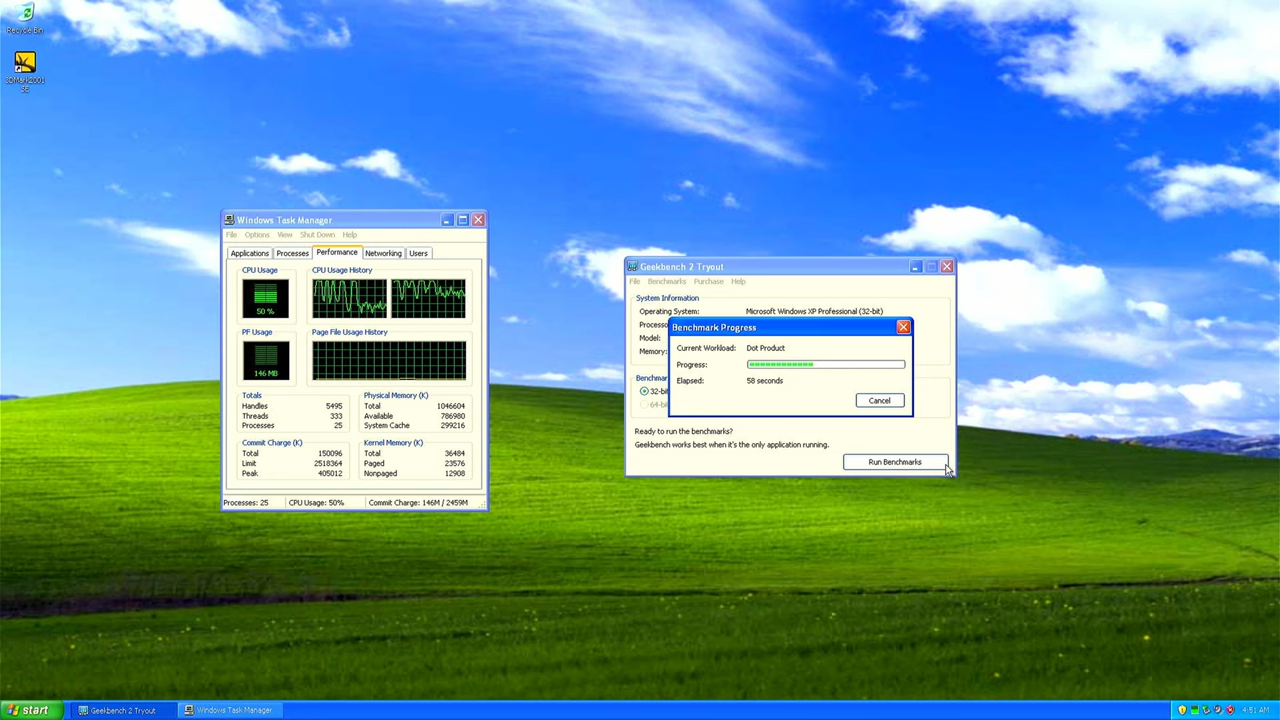 Recycle Bin
3DMark2001
SE
Windows Task Manager
File Options View Shut Down Help
Applications Processes Performance Networking Users
CPU Usage CPU Usage History
50 %
PF Usage Page File Usage History
146 MB
Totals
Handles 5495
Threads 333
Processes 25
Physical Memory (K)
Total 1046604
Available 786980
System Cache 299216
Commit Charge (K)
Total 150096
Limit 2518364
Peak 405012
Kernel Memory (K)
Total 36484
Paged 23576
Nonpaged 12908
Processes: 25 CPU Usage: 50% Commit Charge: 146M / 2459M
Geekbench 2 Tryout
File Benchmarks Purchase Help
System Information
Operating System: Microsoft Windows XP Professional (32-bit)
Processo
Model:
Memory:
Benchmar
32-bit
64-bi
Benchmark Progress
Current Workload: Dot Product
Progress:
Elapsed: 58 seconds
Cancel
Ready to run the benchmarks?
Geekbench works best when it's the only application running.
Run Benchmarks
start Geekbench 2 Tryout Windows Task Manager 4:51 AM